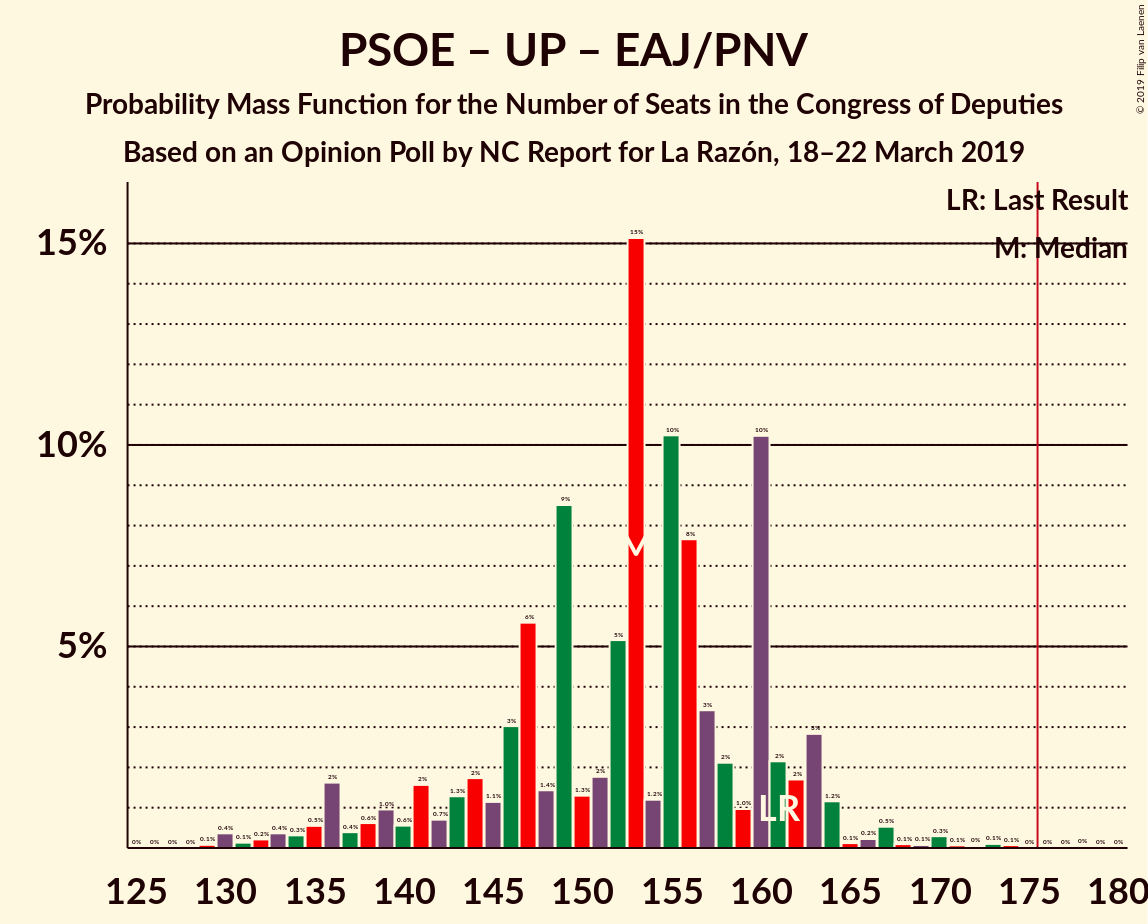 PSOE – UP – EAJ/PNV
Probability Mass Function for the Number of Seats in the Congress of Deputies
Based on an Opinion Poll by NC Report for La Razón, 18–22 March 2019
© 2019 Filip van Laenen
LR: Last Result
M: Median
15%
10%
5%
0% 0% 0% 0% 0.1% 0.4% 0.1% 0.2% 0.4% 0.3% 0.5% 2% 0.4% 0.6% 1.0% 0.6% 2% 0.7% 1.3% 2% 1.1% 3% 6% 1.4% 9% 1.3% 2% 5% 15% 1.2% 10% 8% 3% 2% 1.0% 10% 2% 2% 3% 1.2% 0.1% 0.2% 0.5% 0.1% 0.1% 0.3% 0.1% 0% 0.1% 0.1% 0% 0% 0% 0% 0% 0%
M
LR
125 130 135 140 145 150 155 160 165 170 175 180